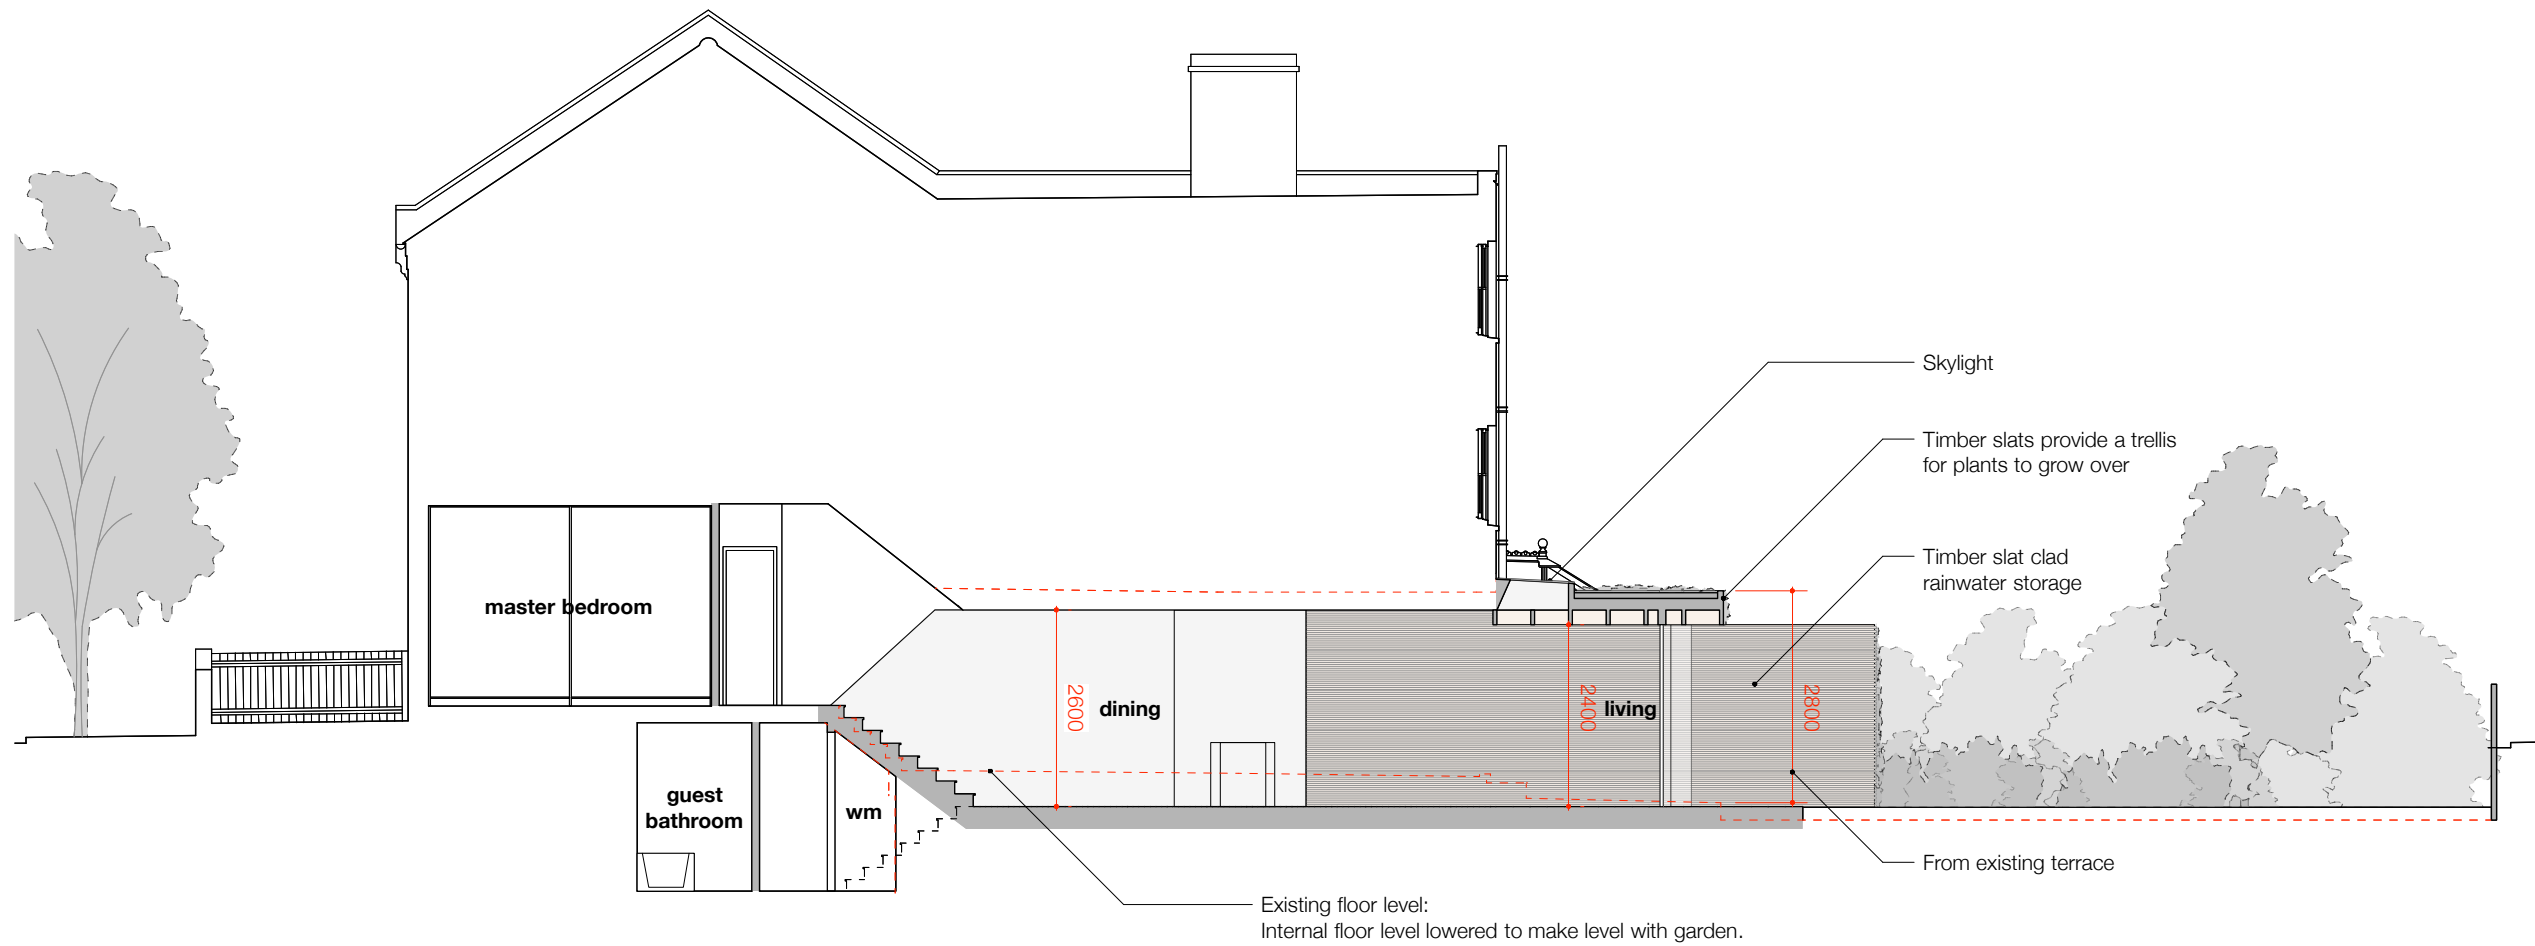 Skylight
Timber slats provide a trellis
for plants to grow over
Timber slat clad
rainwater storage
master bedroom
2600
dining
2400
living
2800
guest
bathroom
wm
From existing terrace
Existing floor level:
Internal floor level lowered to make level with garden.